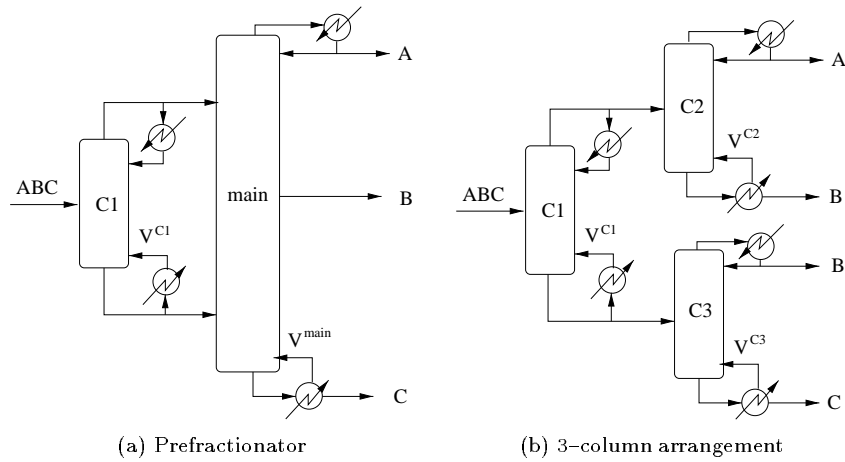 A
ABC
C1
V^C1
main
B
V^main
C
(a) Prefractionator
A
C2
V^C2
B
ABC
C1
V^C1
B
C3
V^C3
C
(b) 3–column arrangement